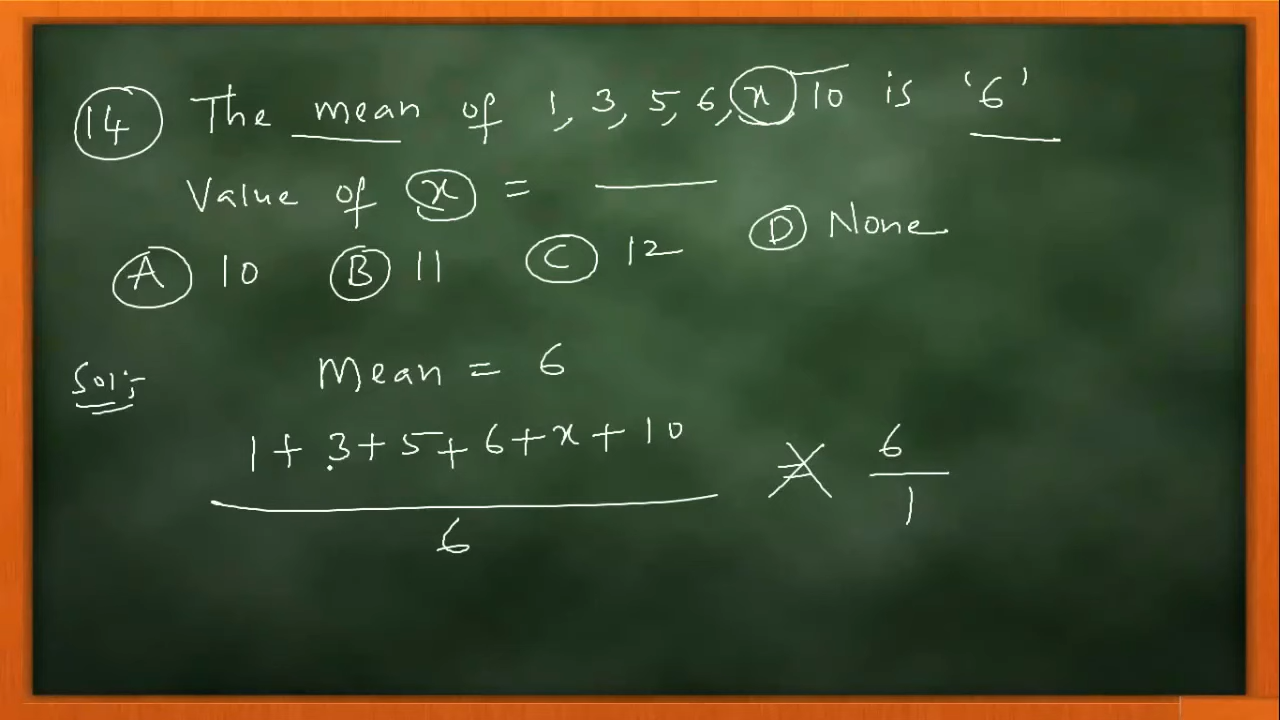 14 The mean of 1, 3, 5, 6, x 10 is '6'
Value of x = ___
A 10 B 11 C 12 D None
Sol:
Mean = 6
1 + 3 + 5 + 6 + x + 10 = 6
6 1